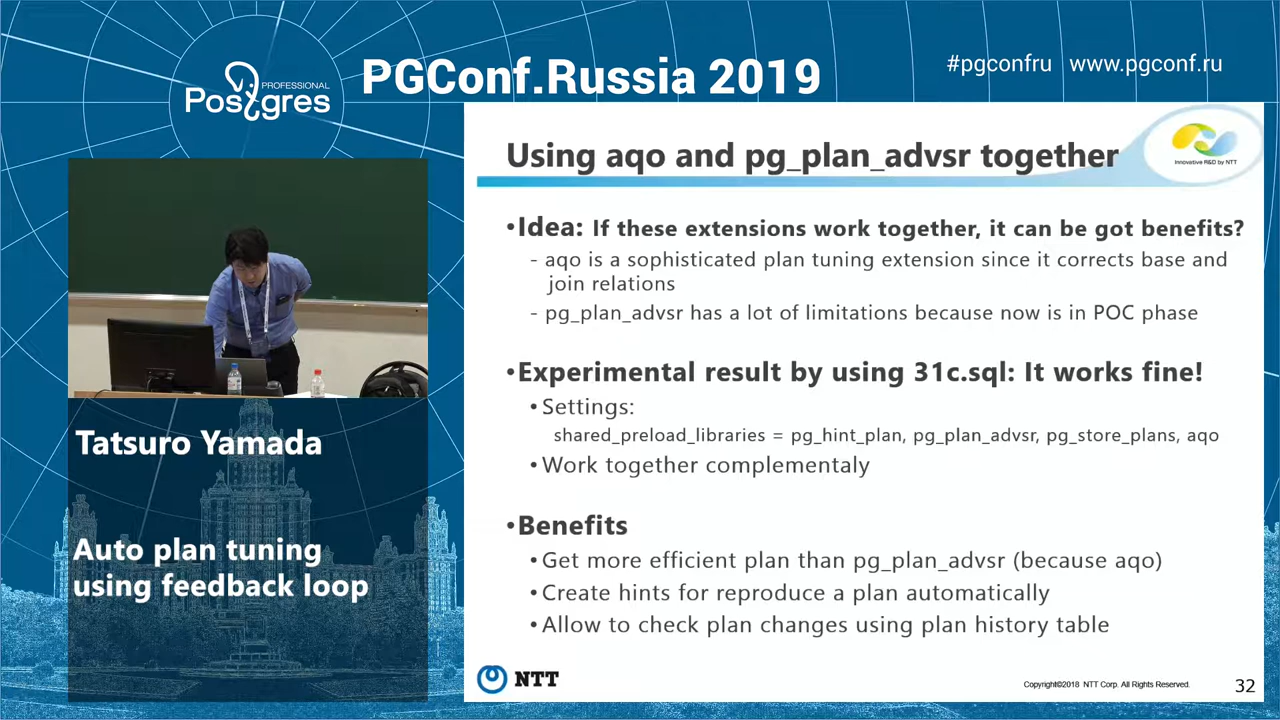 PROFESSIONAL
Postgres
PGConf.Russia 2019
#pgconfru www.pgconf.ru
Using aqo and pg_plan_advsr together
Innovative R&D by NTT
•Idea: If these extensions work together, it can be got benefits?
- aqo is a sophisticated plan tuning extension since it corrects base and
join relations
- pg_plan_advsr has a lot of limitations because now is in POC phase
•Experimental result by using 31c.sql: It works fine!
•Settings:
shared_preload_libraries = pg_hint_plan, pg_plan_advsr, pg_store_plans, aqo
•Work together complementaly
•Benefits
•Get more efficient plan than pg_plan_advsr (because aqo)
•Create hints for reproduce a plan automatically
•Allow to check plan changes using plan history table
NTT
Copyright©2018 NTT Corp. All Rights Reserved.
32
Tatsuro Yamada
Auto plan tuning
using feedback loop